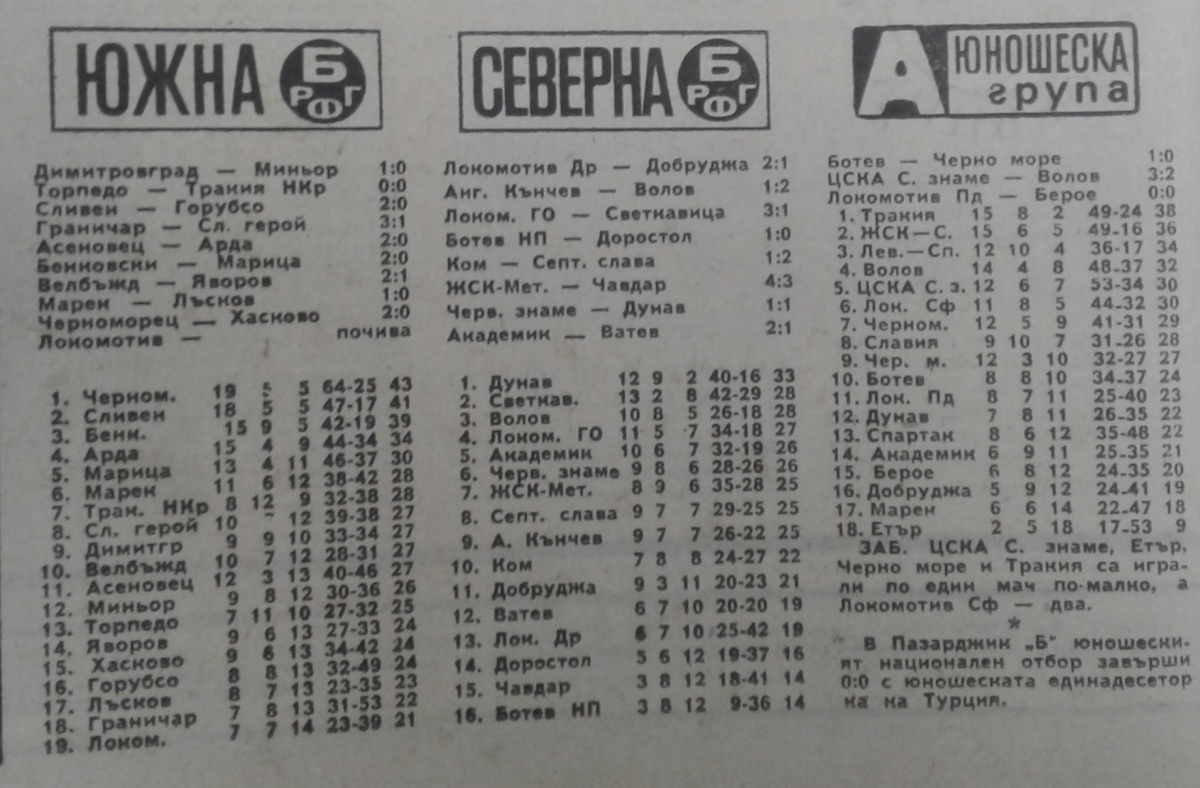 ЮЖНА Б РФГ
Димитровград — Миньор 1:0
Торпедо — Тракия НКр 0:0
Сливен — Горубсо 2:0
Граничар — Сл. герой 3:1
Асеновец — Арда 2:0
Бенковски — Марица 2:0
Велбъжд — Яворов 2:1
Марек — Лъсков 1:0
Черноморец — Хасково 2:0
Локомотив — почива
1. Черном. 19 5 5 64-25 43
2. Сливен 18 5 5 47-17 41
3. Бенк. 15 9 5 42-19 39
4. Арда 15 4 9 44-34 34
5. Марица 13 4 11 46-37 30
6. Марек 11 6 12 38-42 28
7. Трак. НКр 8 12 9 32-38 28
8. Сл. герой 10 7 12 39-38 27
9. Димитгр 9 9 10 33-34 27
10. Велбъжд 10 7 12 28-31 27
11. Асеновец 12 3 13 40-46 27
12. Миньор 9 8 12 30-36 26
13. Торпедо 7 11 10 27-32 25
14. Яворов 9 6 13 27-33 24
15. Хасково 9 6 13 34-42 24
16. Горубсо 8 8 13 32-49 24
17. Лъсков 8 7 13 23-35 23
18. Граничар 7 8 13 31-53 22
19. Локом. 7 7 14 23-39 21
СЕВЕРНА Б РФГ
Локомотив Др — Добруджа 2:1
Анг. Кънчев — Волов 1:2
Локом. ГО — Светкавица 3:1
Ботев НП — Доростол 1:0
Ком — Септ. слава 1:2
ЖСК-Мет. — Чавдар 4:3
Черв. знаме — Дунав 1:1
Академик — Ватев 2:1
1. Дунав 12 9 2 40-16 33
2. Светкав. 13 2 8 42-29 28
3. Волов 10 8 5 26-18 28
4. Локом. ГО 11 5 7 34-18 27
5. Академик 10 6 7 32-19 26
6. Черв. знаме 9 8 6 28-26 26
7. ЖСК-Мет. 8 9 6 35-28 25
8. Септ. слава 9 7 7 29-25 25
9. А. Кънчев 9 7 7 26-22 25
10. Ком 7 8 8 24-27 22
11. Добруджа 9 3 11 20-23 21
12. Ватев 6 7 10 20-20 19
13. Лок. Др 6 7 10 25-42 19
14. Доростол 5 6 12 19-37 16
15. Чавдар 3 8 12 18-41 14
16. Ботев НП 3 8 12 9-36 14
А ЮНОШЕСКА
група
Ботев — Черно море 1:0
ЦСКА С. знаме — Волов 3:2
Локомотив Пд — Берое 0:0
1. Тракия 15 8 2 49-24 38
2. ЖСК—С. 15 6 5 49-16 36
3. Лев.—Сп. 12 10 4 36-17 34
4. Волов 14 4 8 48-37 32
5. ЦСКА С. з. 12 6 7 53-34 30
6. Лок. Сф 11 8 5 44-32 30
7. Черном. 12 5 9 41-31 29
8. Славия 9 10 7 31-26 28
9. Чер. м. 12 3 10 32-27 27
10. Ботев 8 8 10 34-37 24
11. Лок. Пд 8 7 11 25-40 23
12. Дунав 7 8 11 26-35 22
13. Спартак 8 6 12 35-48 22
14. Академик 6 9 11 25-35 21
15. Берое 6 8 12 24-35 20
16. Добруджа 5 9 12 24-41 19
17. Марек 6 6 14 22-47 18
18. Етър 2 5 18 17-53 9
ЗАБ. ЦСКА С. знаме, Етър,
Черно море и Тракия са игра-
ли по един мач по-малко, а
Локомотив Сф — два.
*
В Пазарджик „Б" юношески-
ят национален отбор завърши
0:0 с юношеската единадесетор
ка на Турция.